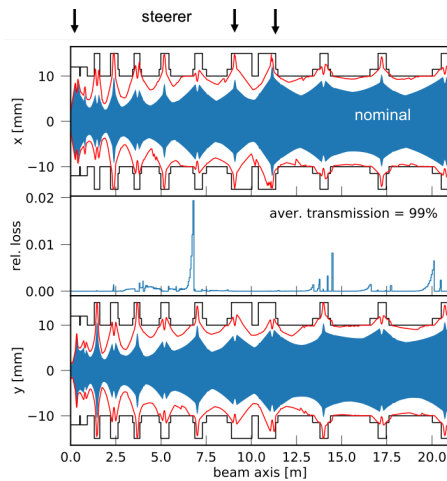 steerer
10
0
−10
x [mm]
nominal
0.02
0.01
0.00
rel. loss
aver. transmission = 99%
10
0
−10
y [mm]
0.0 2.5 5.0 7.5 10.0 12.5 15.0 17.5 20.0
beam axis [m]